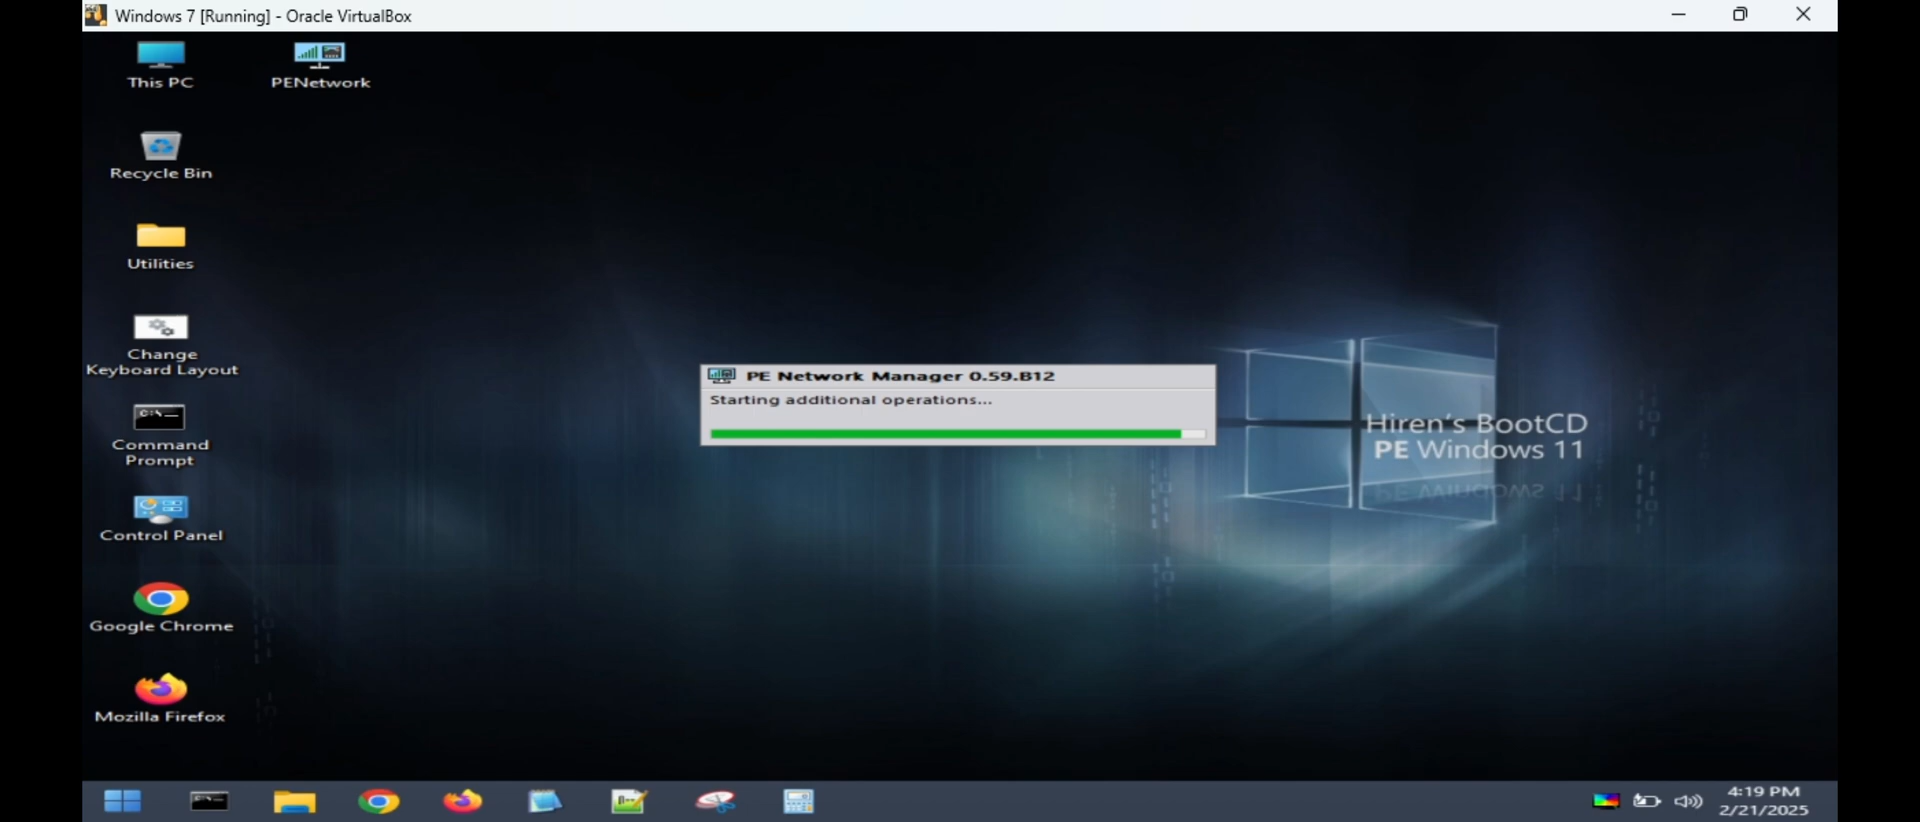 Windows 7 [Running] - Oracle VirtualBox
This PC
PENetwork
Recycle Bin
Utilities
Change
Keyboard Layout
Command
Prompt
Control Panel
Google Chrome
Mozilla Firefox
PE Network Manager 0.59.B12
Starting additional operations...
Hiren's BootCD
PE Windows 11
4:19 PM
2/21/2025